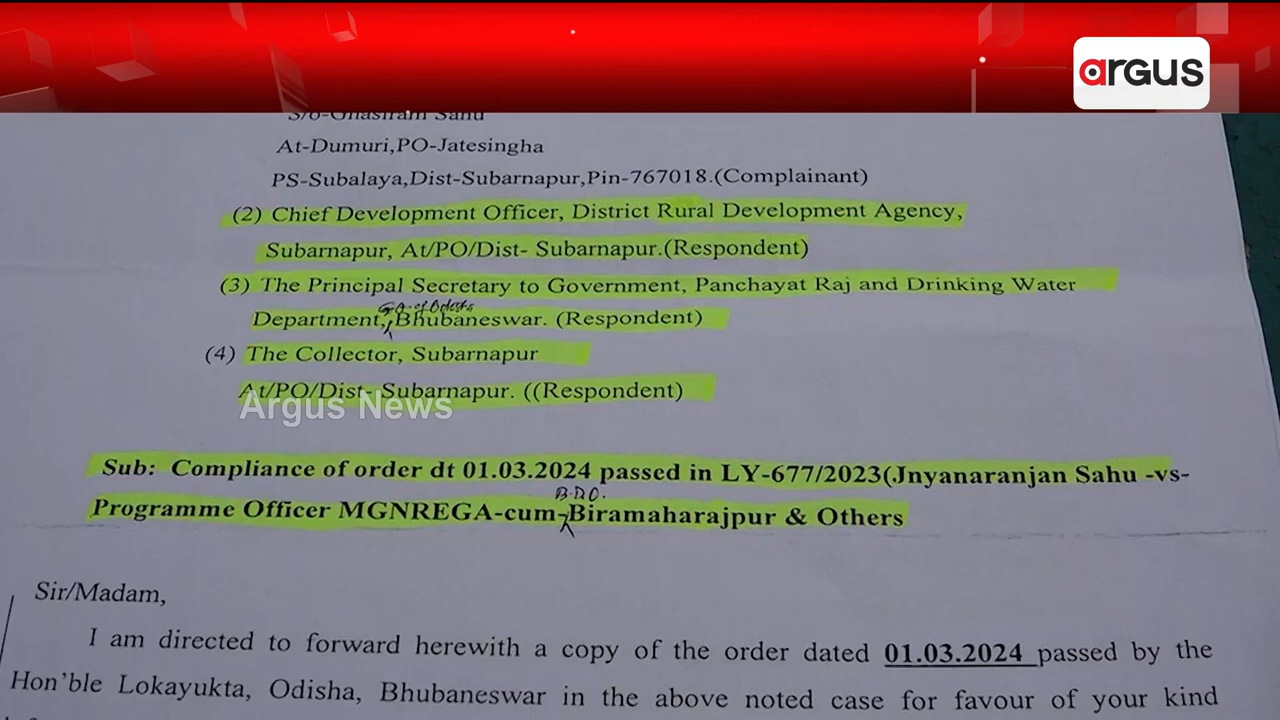 argus
S/o-Ghasiram Sahu
At-Dumuri,PO-Jatesingha
PS-Subalaya,Dist-Subarnapur,Pin-767018.(Complainant)
(2) Chief Development Officer, District Rural Development Agency,
Subarnapur, At/PO/Dist- Subarnapur.(Respondent)
(3) The Principal Secretary to Government, Panchayat Raj and Drinking Water
Department, Bhubaneswar. (Respondent)
(4) The Collector, Subarnapur
At/PO/Dist- Subarnapur. ((Respondent)
Argus News
Sub: Compliance of order dt 01.03.2024 passed in LY-677/2023(Jnyanaranjan Sahu -vs-
B.D.O.
Programme Officer MGNREGA-cum-Biramaharajpur & Others
Sir/Madam,
I am directed to forward herewith a copy of the order dated 01.03.2024 passed by the
Hon'ble Lokayukta, Odisha, Bhubaneswar in the above noted case for favour of your kind